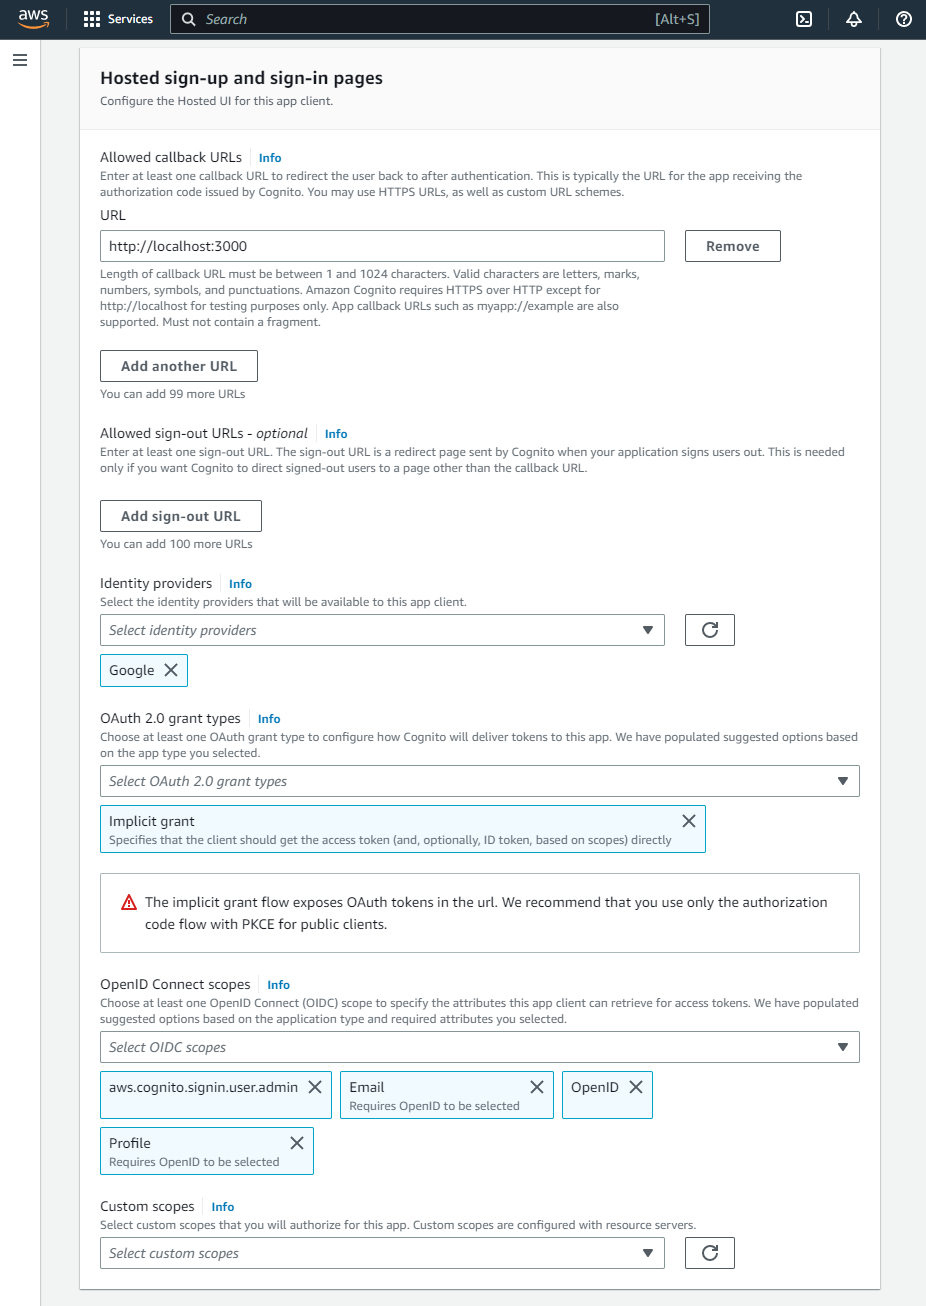 aws
Services
Search
[Alt+S]
Hosted sign-up and sign-in pages
Configure the Hosted UI for this app client.
Allowed callback URLs
Info
Enter at least one callback URL to redirect the user back to after authentication. This is typically the URL for the app receiving the
authorization code issued by Cognito. You may use HTTPS URLs, as well as custom URL schemes.
URL
http://localhost:3000
Remove
Length of callback URL must be between 1 and 1024 characters. Valid characters are letters, marks,
numbers, symbols, and punctuations. Amazon Cognito requires HTTPS over HTTP except for
http://localhost for testing purposes only. App callback URLs such as myapp://example are also
supported. Must not contain a fragment.
Add another URL
You can add 99 more URLs
Allowed sign-out URLs - optional
Info
Enter at least one sign-out URL. The sign-out URL is a redirect page sent by Cognito when your application signs users out. This is needed
only if you want Cognito to direct signed-out users to a page other than the callback URL.
Add sign-out URL
You can add 100 more URLs
Identity providers
Info
Select the identity providers that will be available to this app client.
Select identity providers
Google
OAuth 2.0 grant types
Info
Choose at least one OAuth grant type to configure how Cognito will deliver tokens to this app. We have populated suggested options based
on the app type you selected.
Select OAuth 2.0 grant types
Implicit grant
Specifies that the client should get the access token (and, optionally, ID token, based on scopes) directly
The implicit grant flow exposes OAuth tokens in the url. We recommend that you use only the authorization
code flow with PKCE for public clients.
OpenID Connect scopes
Info
Choose at least one OpenID Connect (OIDC) scope to specify the attributes this app client can retrieve for access tokens. We have populated
suggested options based on the application type and required attributes you selected.
Select OIDC scopes
aws.cognito.signin.user.admin
Email
Requires OpenID to be selected
OpenID
Profile
Requires OpenID to be selected
Custom scopes
Info
Select custom scopes that you will authorize for this app. Custom scopes are configured with resource servers.
Select custom scopes